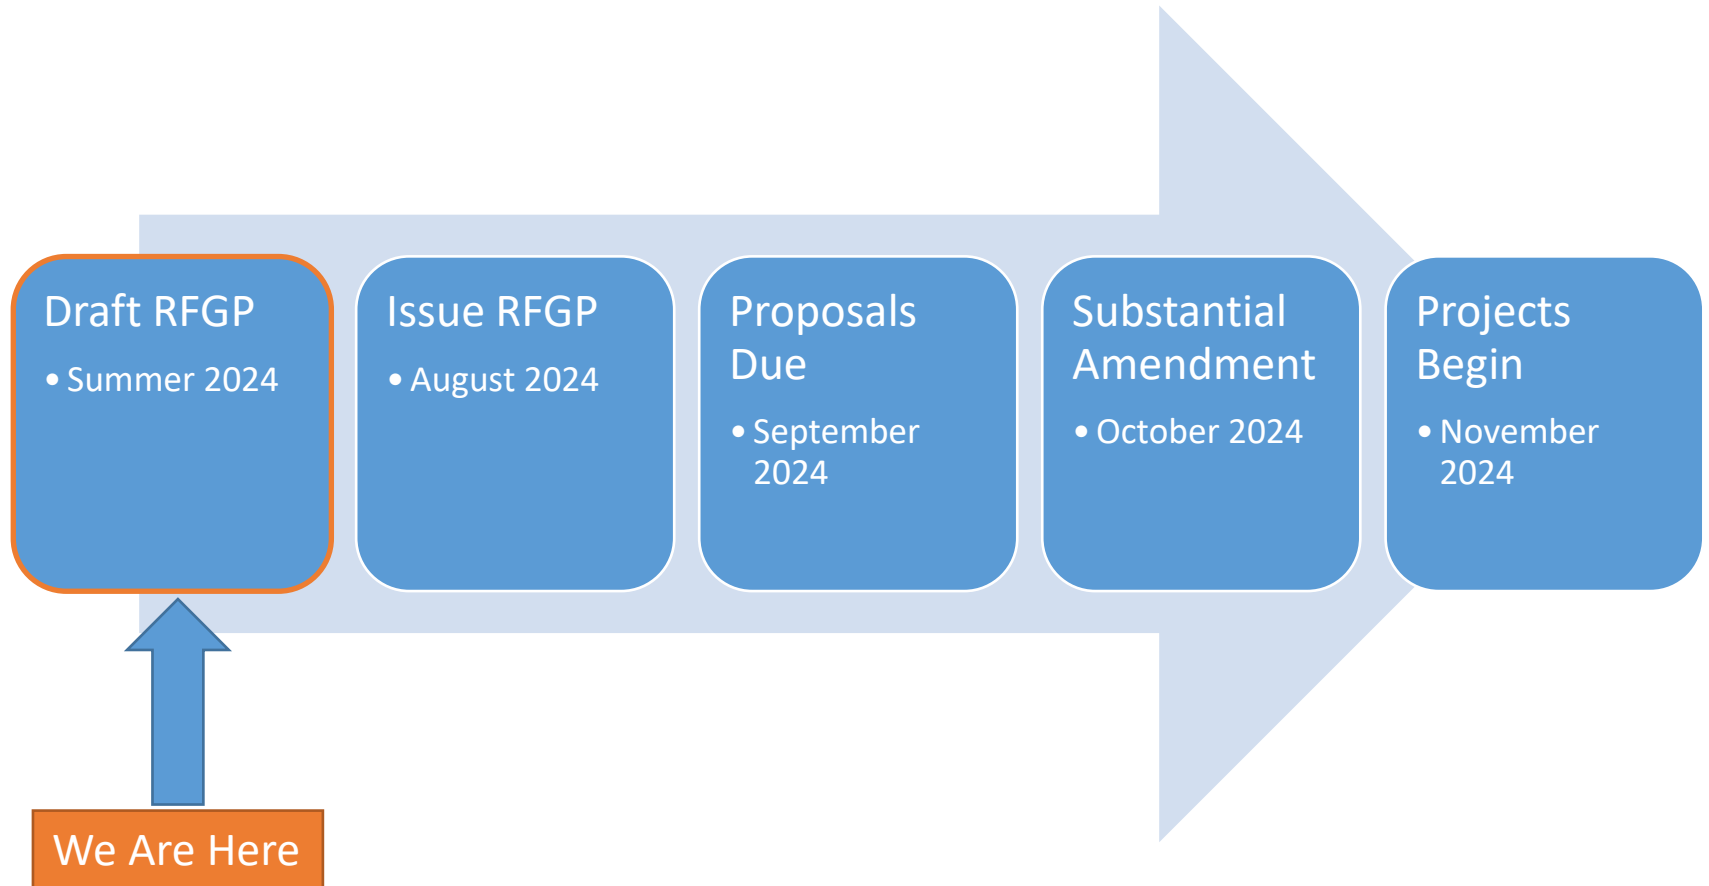 Draft RFGP
• Summer 2024
Issue RFGP
• August 2024
Proposals
Due
• September
2024
Substantial
Amendment
• October 2024
Projects
Begin
• November
2024
We Are Here